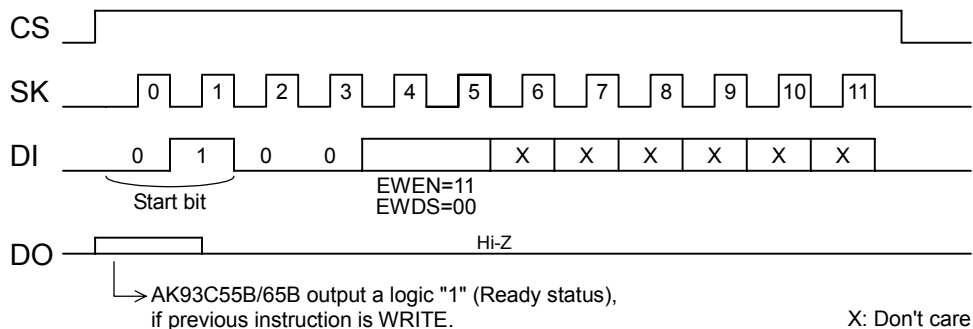 CS
SK 0 1 2 3 4 5 6 7 8 9 10 11
DI 0 1 0 0 X X X X X X
Start bit
EWEN=11
EWDS=00
DO Hi-Z
AK93C55B/65B output a logic "1" (Ready status),
if previous instruction is WRITE.
X: Don't care